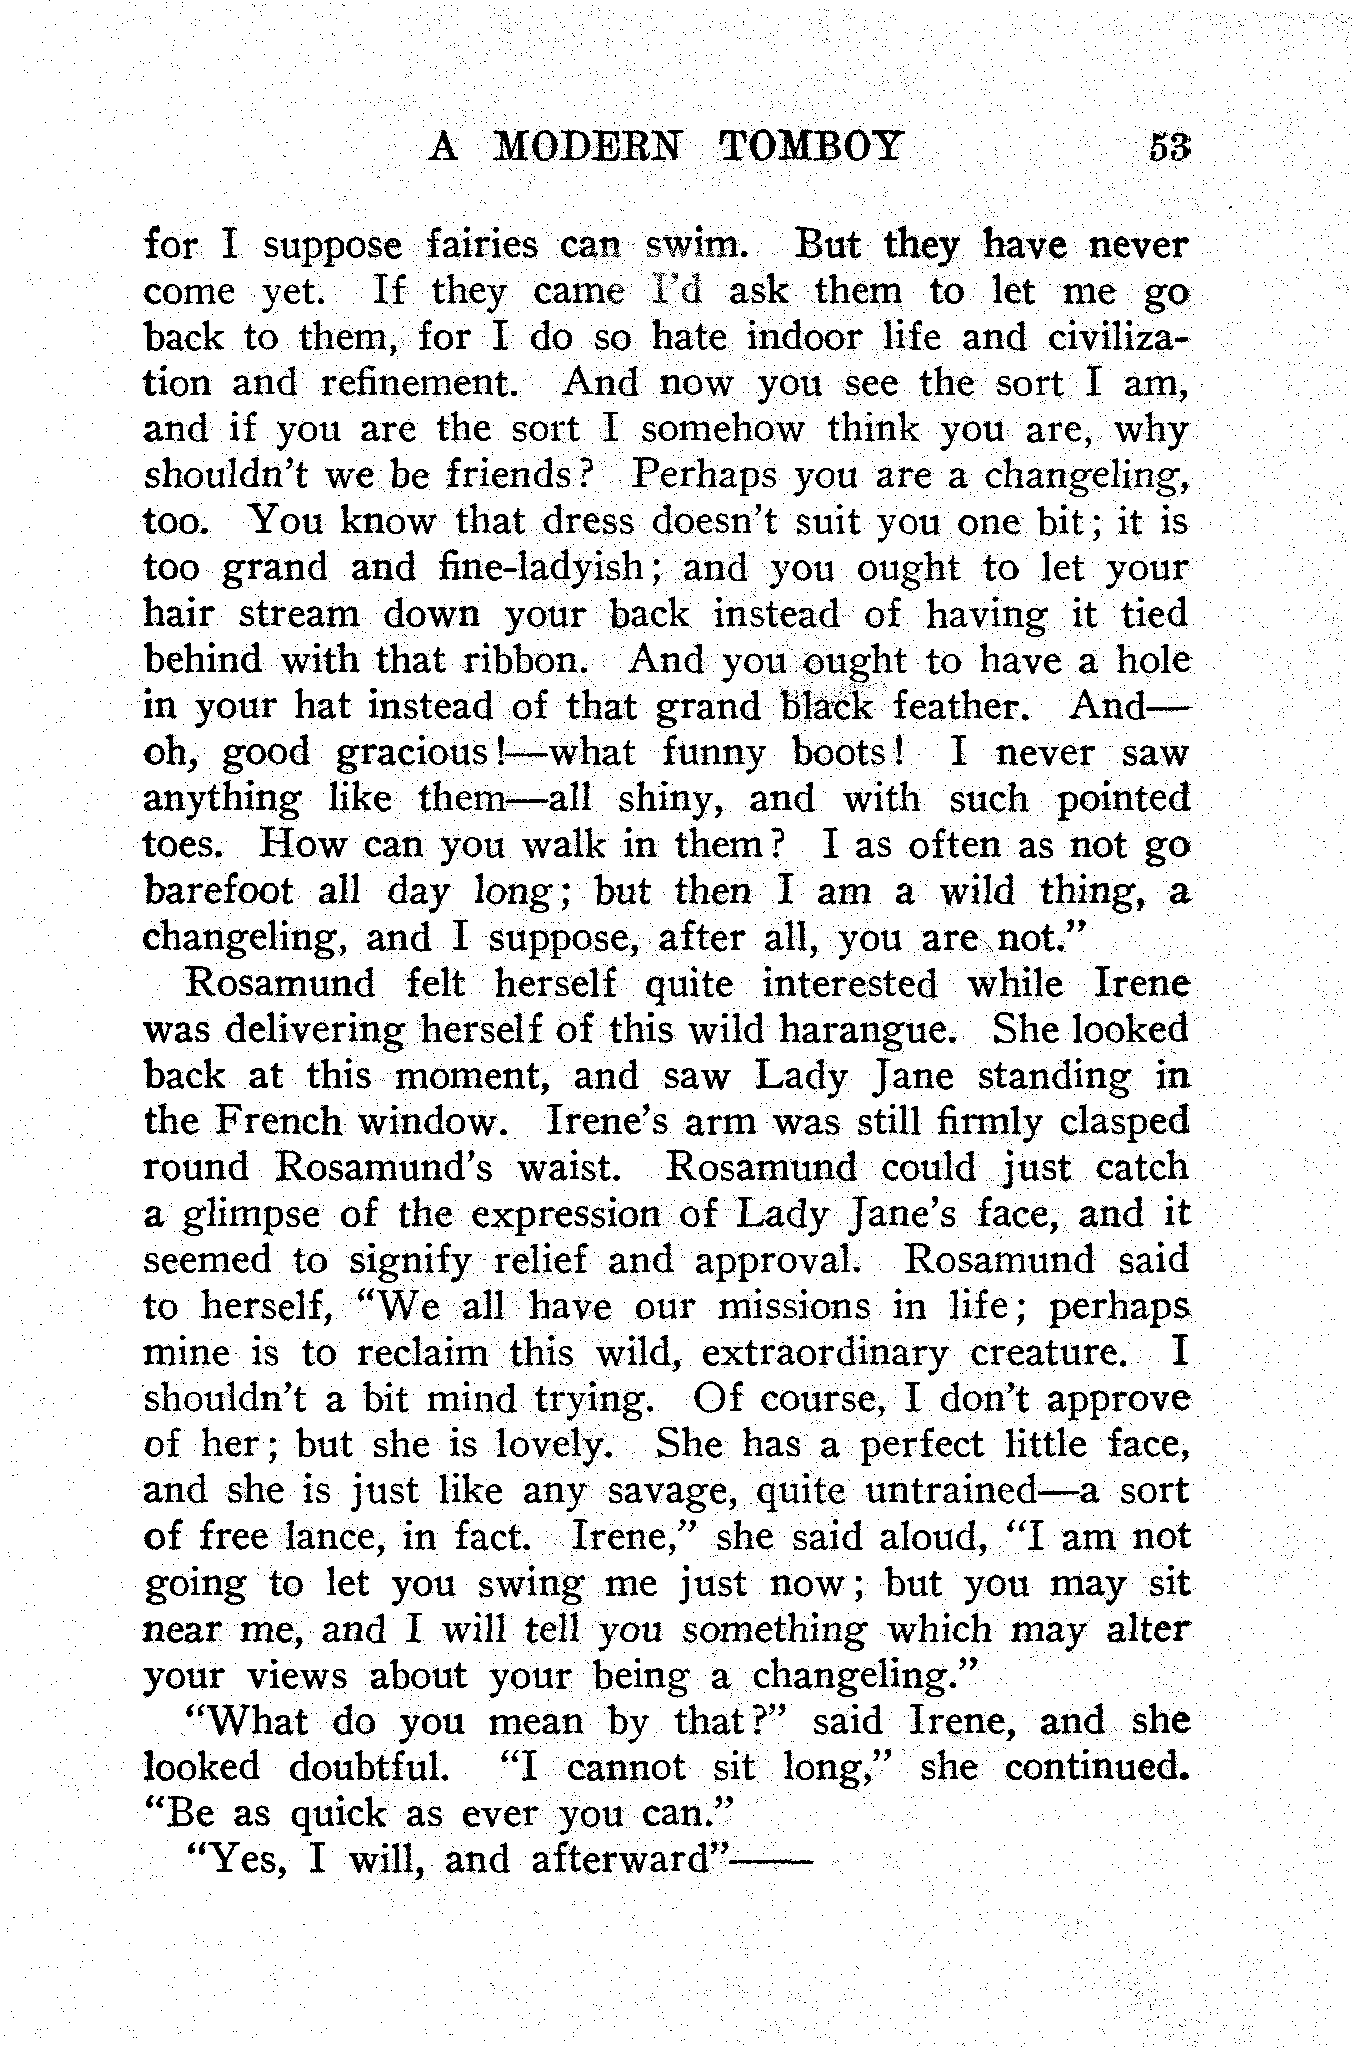 A MODERN TOMBOY 53
for I suppose fairies can swim. But they have never
come yet. If they came I'd ask them to let me go
back to them, for I do so hate indoor life and civiliza-
tion and refinement. And now you see the sort I am,
and if you are the sort I somehow think you are, why
shouldn't we be friends? Perhaps you are a changeling,
too. You know that dress doesn't suit you one bit; it is
too grand and fine-ladyish; and you ought to let your
hair stream down your back instead of having it tied
behind with that ribbon. And you ought to have a hole
in your hat instead of that grand black feather. And—
oh, good gracious!—what funny boots! I never saw
anything like them—all shiny, and with such pointed
toes. How can you walk in them? I as often as not go
barefoot all day long; but then I am a wild thing, a
changeling, and I suppose, after all, you are not."
Rosamund felt herself quite interested while Irene
was delivering herself of this wild harangue. She looked
back at this moment, and saw Lady Jane standing in
the French window. Irene's arm was still firmly clasped
round Rosamund's waist. Rosamund could just catch
a glimpse of the expression of Lady Jane's face, and it
seemed to signify relief and approval. Rosamund said
to herself, "We all have our missions in life; perhaps
mine is to reclaim this wild, extraordinary creature. I
shouldn't a bit mind trying. Of course, I don't approve
of her; but she is lovely. She has a perfect little face,
and she is just like any savage, quite untrained—a sort
of free lance, in fact. Irene," she said aloud, "I am not
going to let you swing me just now; but you may sit
near me, and I will tell you something which may alter
your views about your being a changeling."
"What do you mean by that?" said Irene, and she
looked doubtful. "I cannot sit long," she continued.
"Be as quick as ever you can."
"Yes, I will, and afterward"——